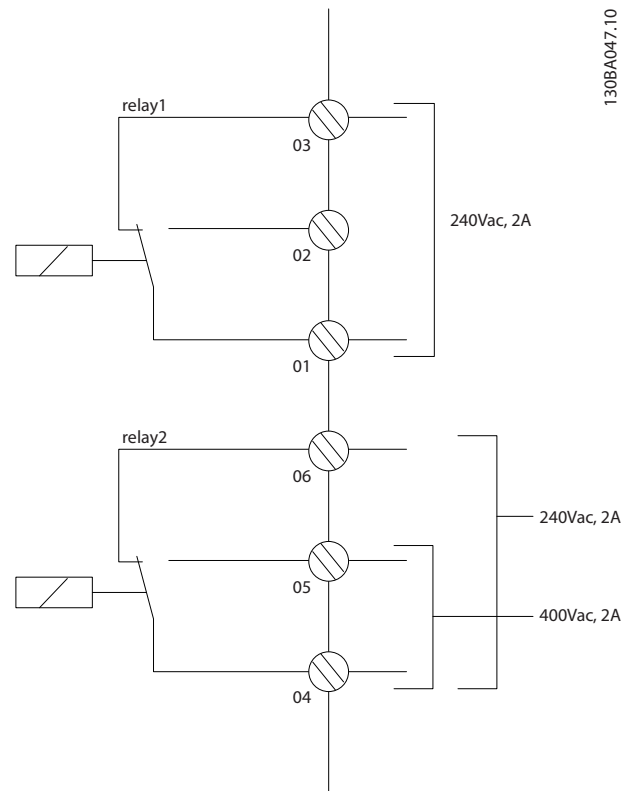 130BA047.10
relay1
03
240Vac, 2A
02
01
relay2
06
240Vac, 2A
05
400Vac, 2A
04